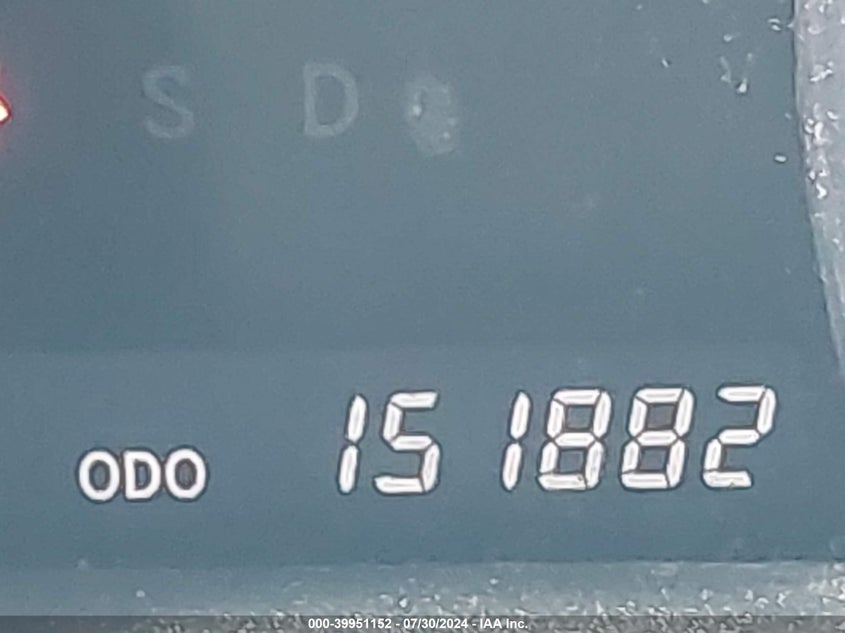 S D
ODO 151882
000-39951152 - 07/30/2024 - IAA Inc.